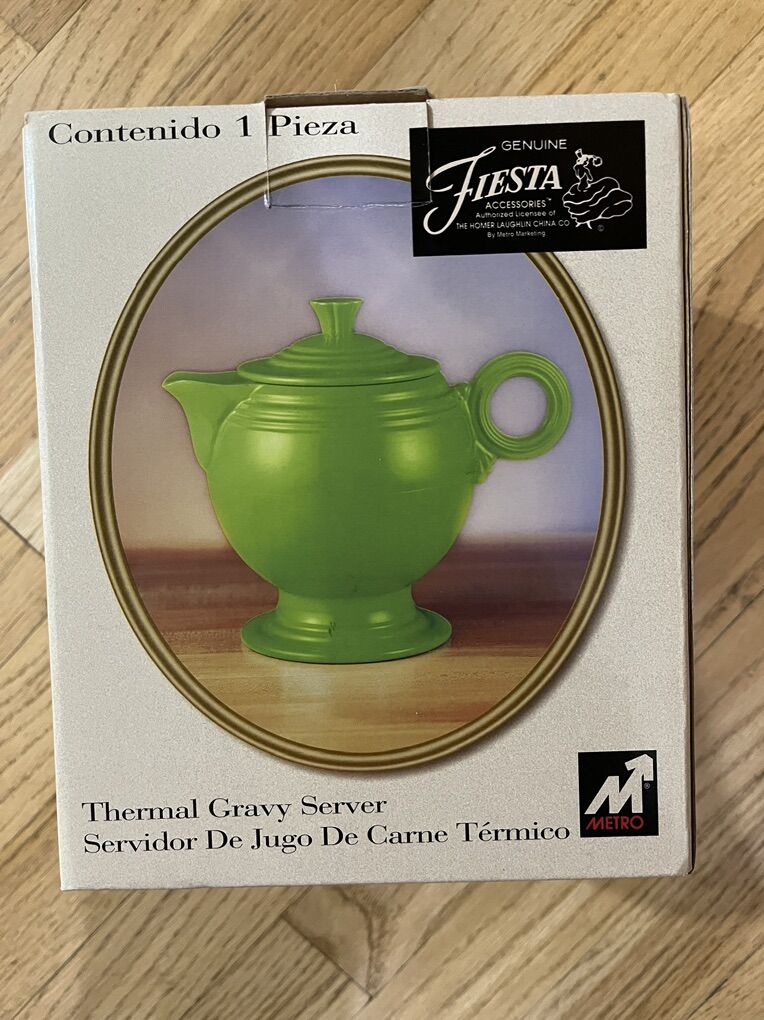 Contenido 1 Pieza
GENUINE
FIESTA
ACCESSORIES™
Authorized Licensee of
THE HOMER LAUGHLIN CHINA CO
By Metro Marketing
©
Thermal Gravy Server
Servidor De Jugo De Carne Térmico
M®
METRO